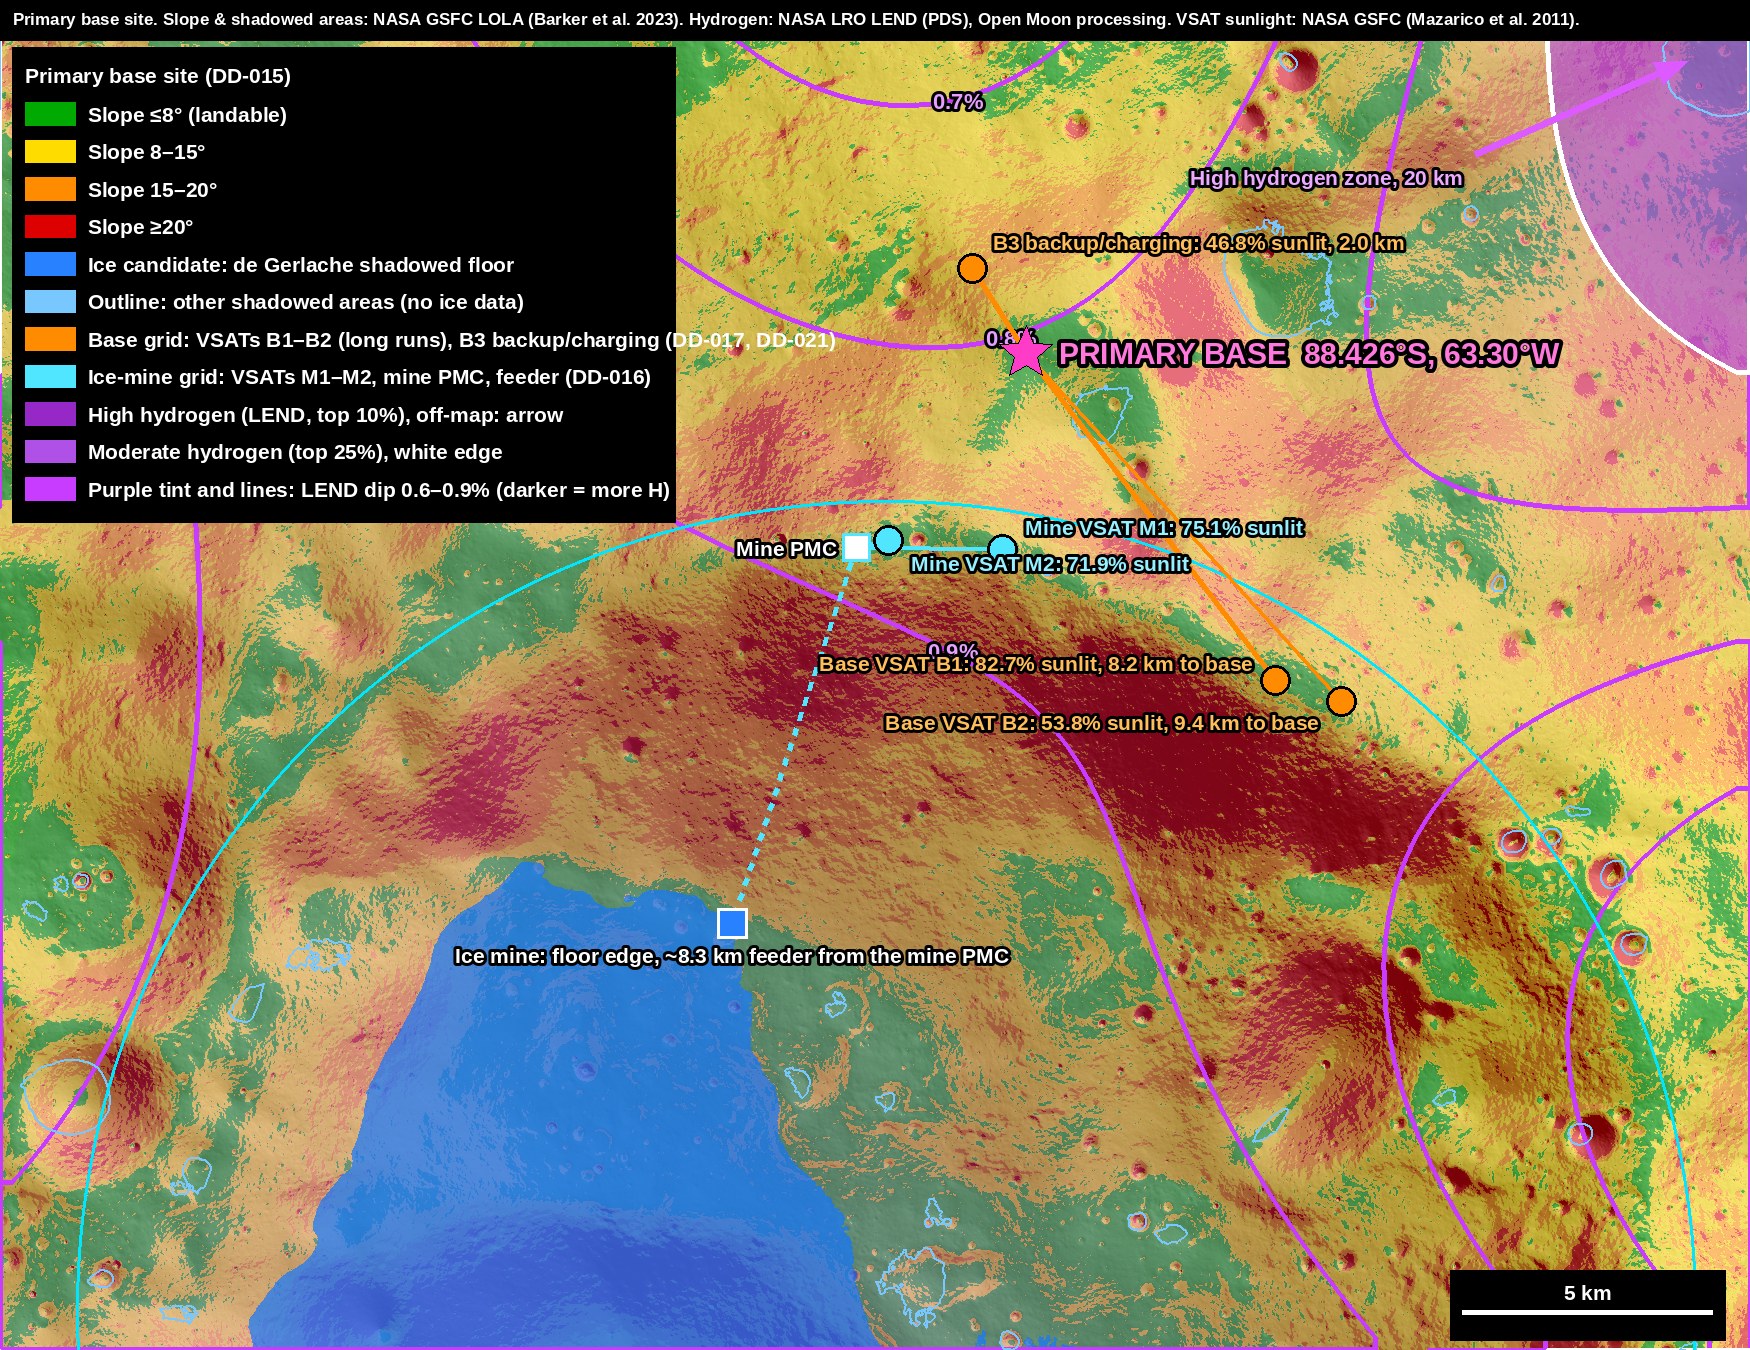 Primary base site. Slope & shadowed areas: NASA GSFC LOLA (Barker et al. 2023). Hydrogen: NASA LRO LEND (PDS), Open Moon processing. VSAT sunlight: NASA GSFC (Mazarico et al. 2011).
Primary base site (DD-015)
Slope ≤8° (landable)
Slope 8–15°
Slope 15–20°
Slope ≥20°
Ice candidate: de Gerlache shadowed floor
Outline: other shadowed areas (no ice data)
Base grid: VSATs B1–B2 (long runs), B3 backup/charging (DD-017, DD-021)
Ice-mine grid: VSATs M1–M2, mine PMC, feeder (DD-016)
High hydrogen (LEND, top 10%), off-map: arrow
Moderate hydrogen (top 25%), white edge
Purple tint and lines: LEND dip 0.6–0.9% (darker = more H)
0.7%
High hydrogen zone, 20 km
B3 backup/charging: 46.8% sunlit, 2.0 km
0.8%
PRIMARY BASE 88.426°S, 63.30°W
Mine VSAT M1: 75.1% sunlit
Mine PMC
Mine VSAT M2: 71.9% sunlit
0.9%
Base VSAT B1: 82.7% sunlit, 8.2 km to base
Base VSAT B2: 53.8% sunlit, 9.4 km to base
Ice mine: floor edge, ~8.3 km feeder from the mine PMC
5 km